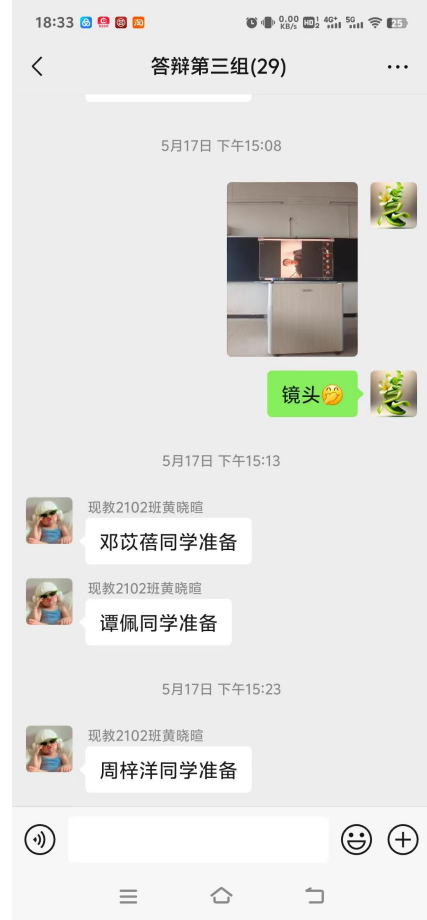 18:33
0.00 KB/s HD 2 4G+ 5G 25
答辩第三组(29)
5月17日 下午15:08
镜头
5月17日 下午15:13
现教2102班黄晓暄
邓苡蓓同学准备
现教2102班黄晓暄
谭佩同学准备
5月17日 下午15:23
现教2102班黄晓暄
周梓洋同学准备